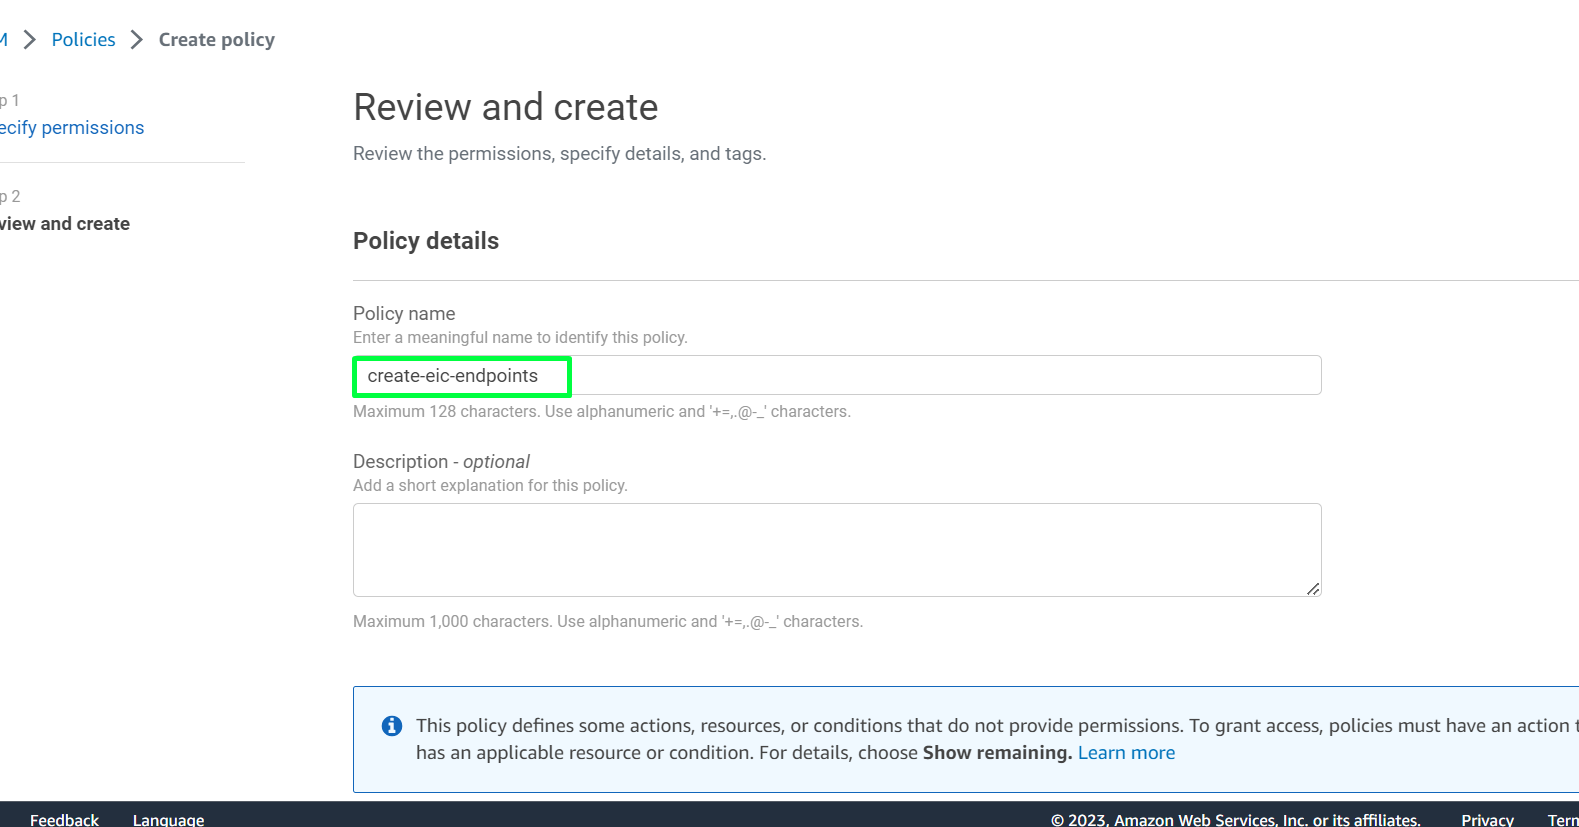 Policies > Create policy
1
permissions
Review and create
Review the permissions, specify details, and tags.
2
and create
Policy details
Policy name
Enter a meaningful name to identify this policy.
create-eic-endpoints
Maximum 128 characters. Use alphanumeric and '+=,.@-_' characters.
Description - optional
Add a short explanation for this policy.
Maximum 1,000 characters. Use alphanumeric and '+=,.@-_' characters.
This policy defines some actions, resources, or conditions that do not provide permissions. To grant access, policies must have an action
has an applicable resource or condition. For details, choose Show remaining. Learn more
Feedback Language © 2023, Amazon Web Services, Inc. or its affiliates. Privacy